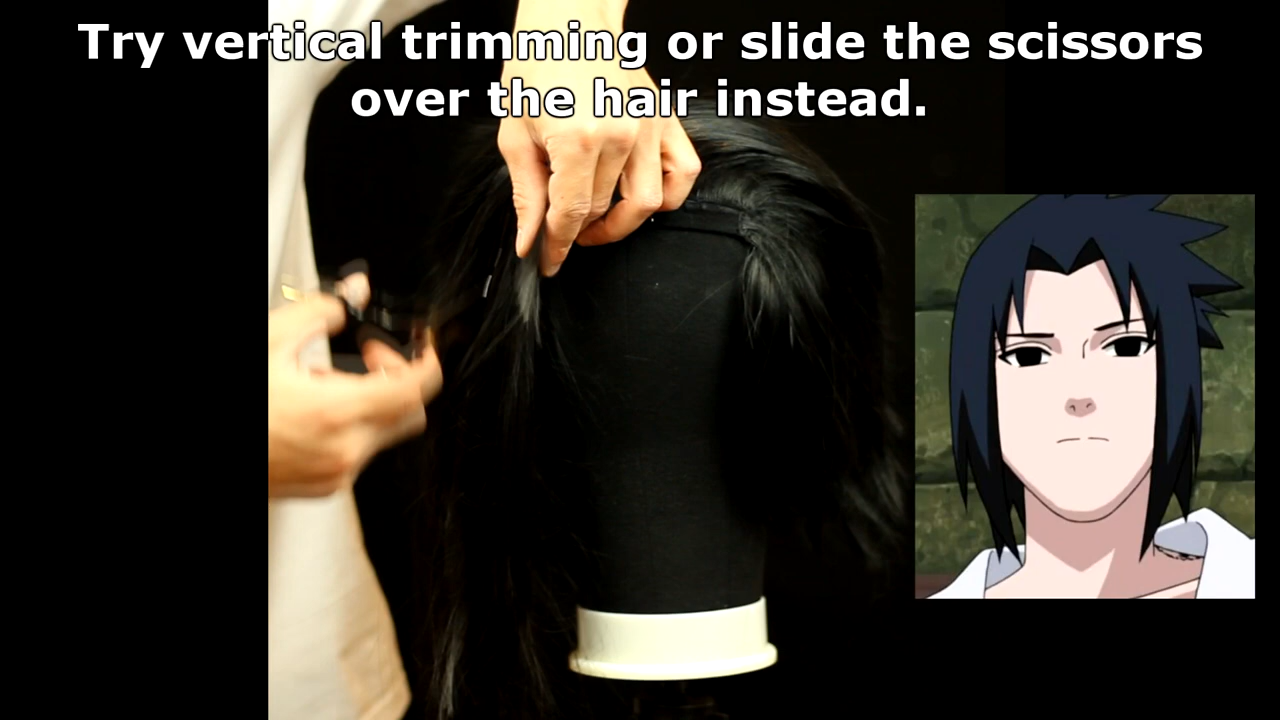 Try vertical trimming or slide the scissors
over the hair instead.